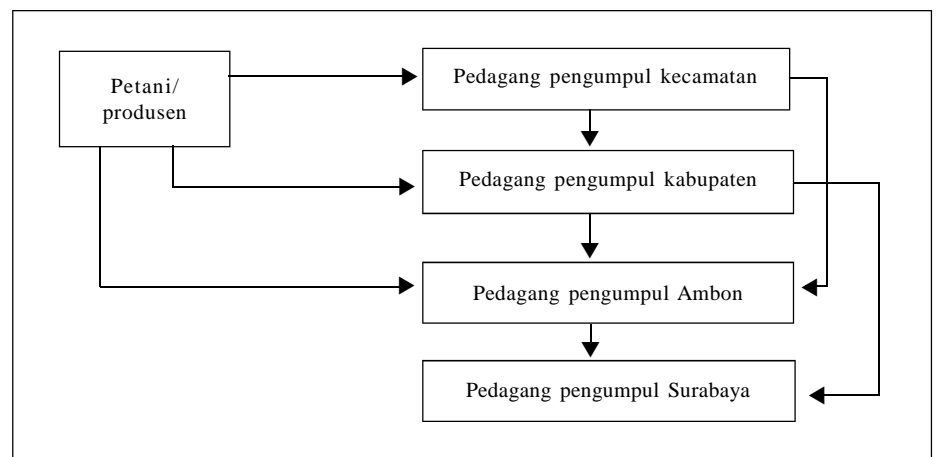 Petani/
produsen
Pedagang pengumpul kecamatan
Pedagang pengumpul kabupaten
Pedagang pengumpul Ambon
Pedagang pengumpul Surabaya